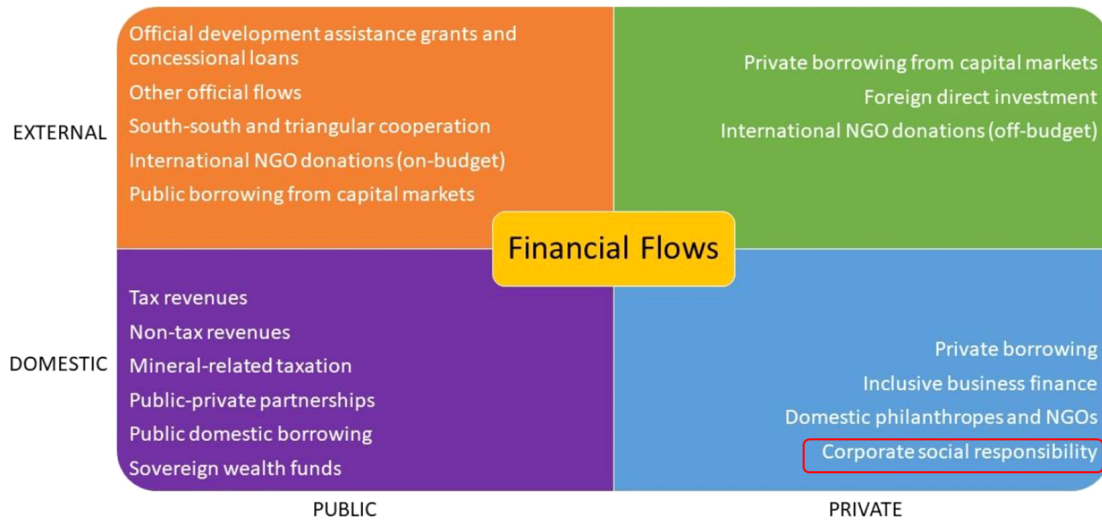 Official development assistance grants and
concessional loans
Other official flows
South-south and triangular cooperation
International NGO donations (on-budget)
Public borrowing from capital markets
Private borrowing from capital markets
Foreign direct investment
International NGO donations (off-budget)
EXTERNAL
Financial Flows
Tax revenues
Non-tax revenues
Mineral-related taxation
Public-private partnerships
Public domestic borrowing
Sovereign wealth funds
DOMESTIC
Private borrowing
Inclusive business finance
Domestic philanthropes and NGOs
Corporate social responsibility
PUBLIC
PRIVATE